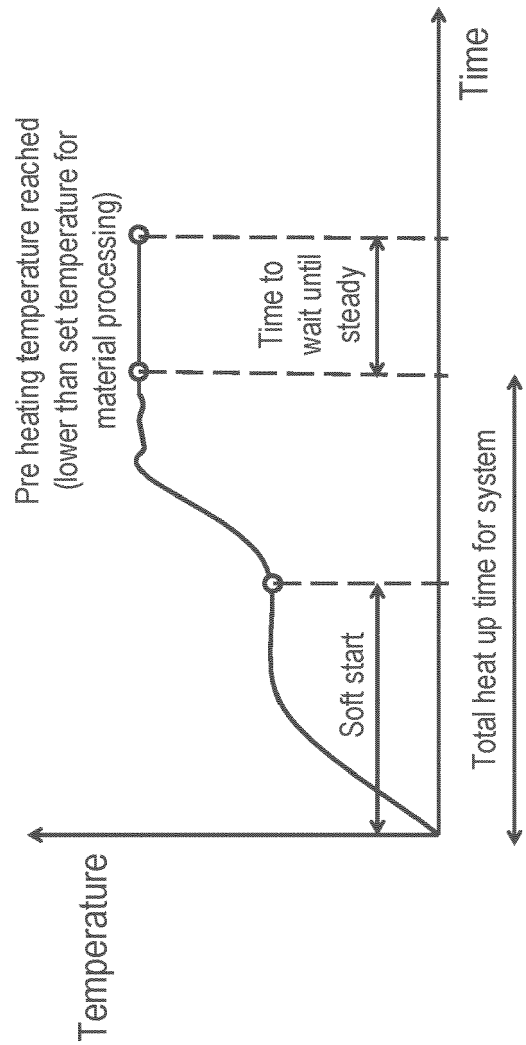 Temperature
Pre heating temperature reached
(lower than set temperature for
material processing)
Soft start
Time to
wait until
steady
Time
Total heat up time for system